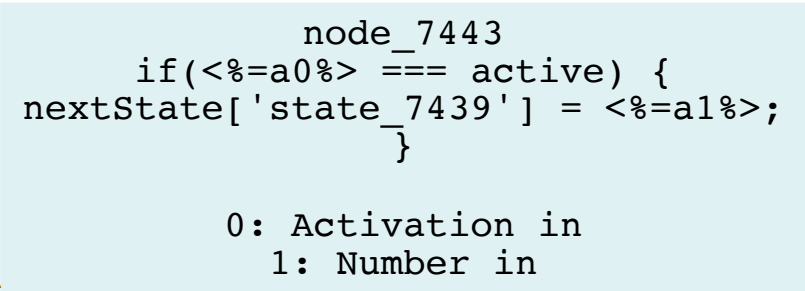 node_7443
if(<%=a0%> === active) {
nextState['state_7439'] = <%=a1%>;
}
0: Activation in
1: Number in